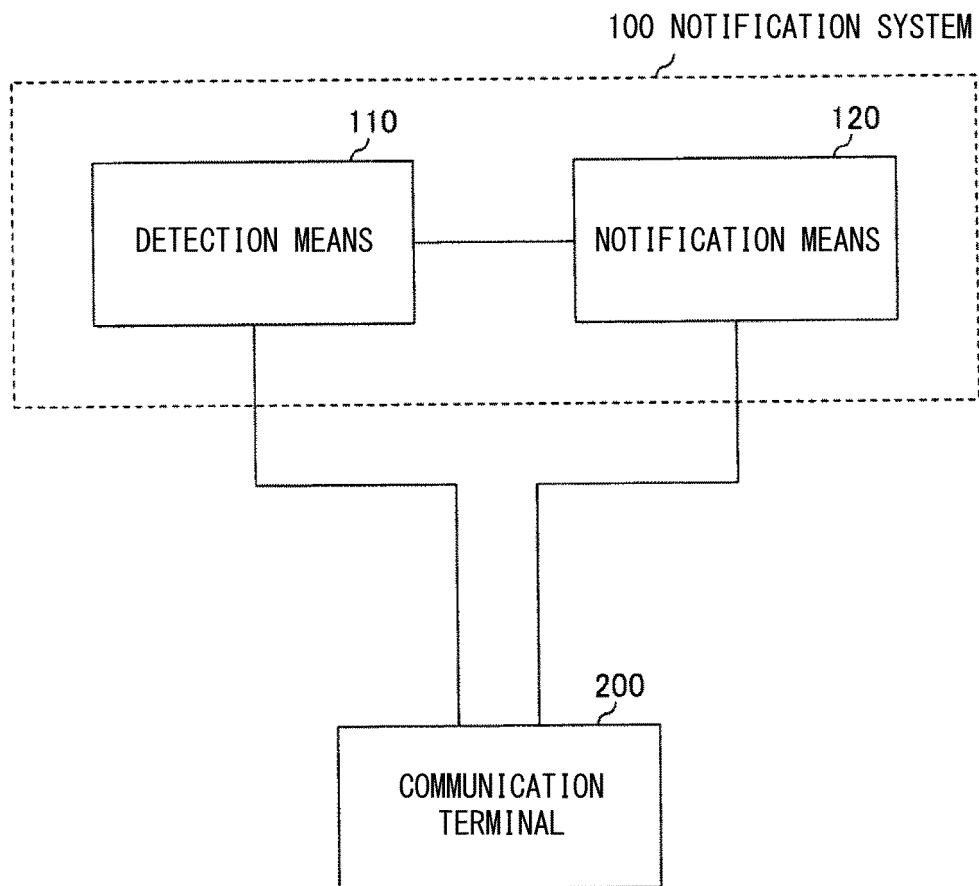 100 NOTIFICATION SYSTEM
110
120
DETECTION MEANS
NOTIFICATION MEANS
200
COMMUNICATION
TERMINAL